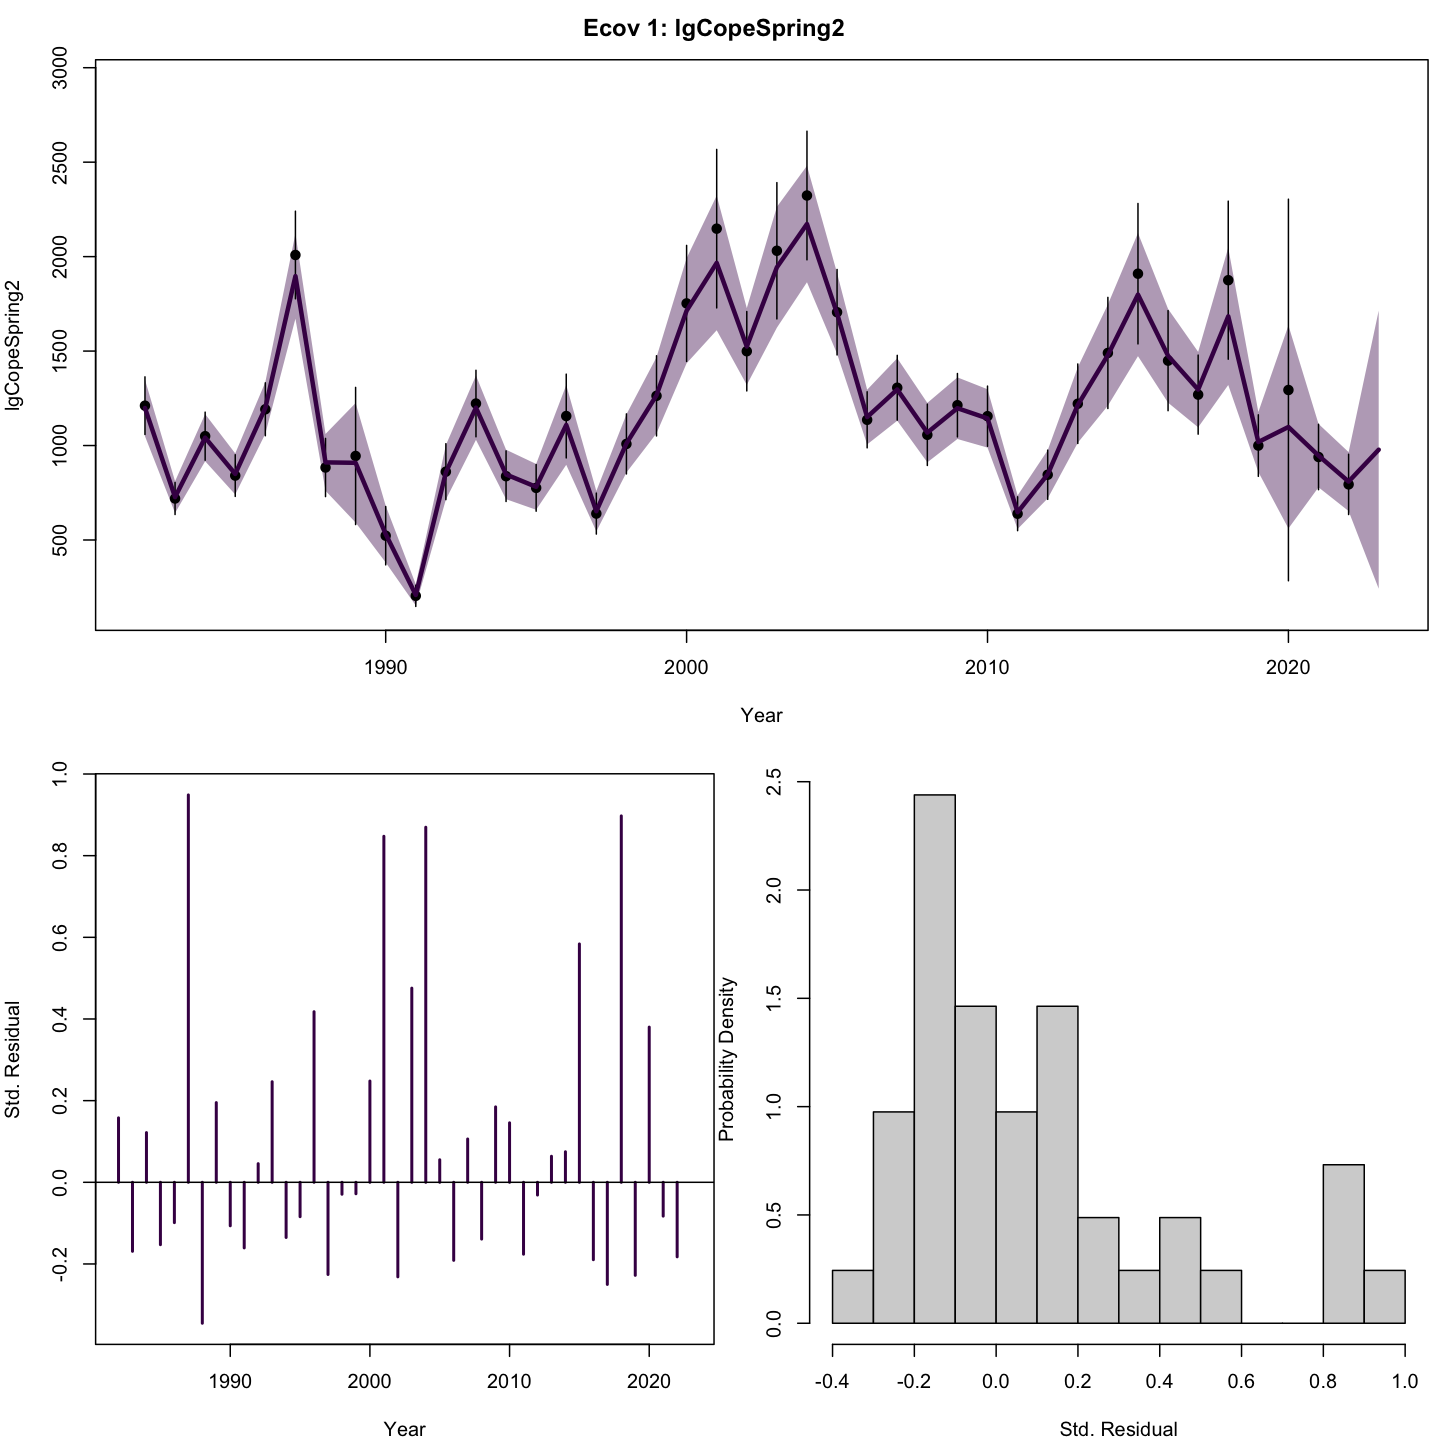 Ecov 1: lgCopeSpring2
lgCopeSpring2
3000
2500
2000
1500
1000
500
1990 2000 2010 2020
Year
Std. Residual
1.0
0.8
0.6
0.4
0.2
0.0
-0.2
1990 2000 2010 2020
Year
Probability Density
2.5
2.0
1.5
1.0
0.5
0.0
-0.4 -0.2 0.0 0.2 0.4 0.6 0.8 1.0
Std. Residual